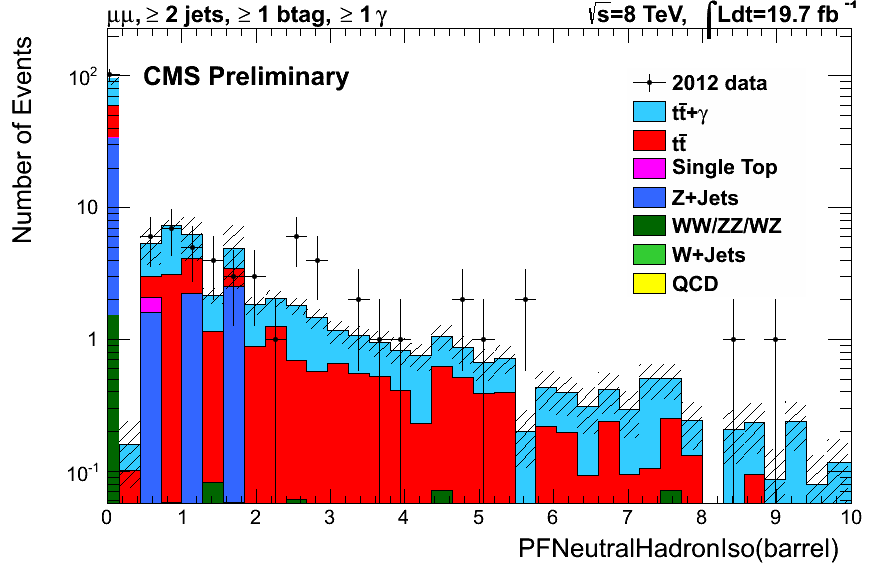 μμ, ≥ 2 jets, ≥ 1 btag, ≥ 1 γ
√s=8 TeV, ∫Ldt=19.7 fb⁻¹
CMS Preliminary
2012 data
tt̄+γ
tt̄
Single Top
Z+Jets
WW/ZZ/WZ
W+Jets
QCD
Number of Events
10²
10
1
10⁻¹
0 1 2 3 4 5 6 7 8 9 10
PFNeutralHadronIso(barrel)